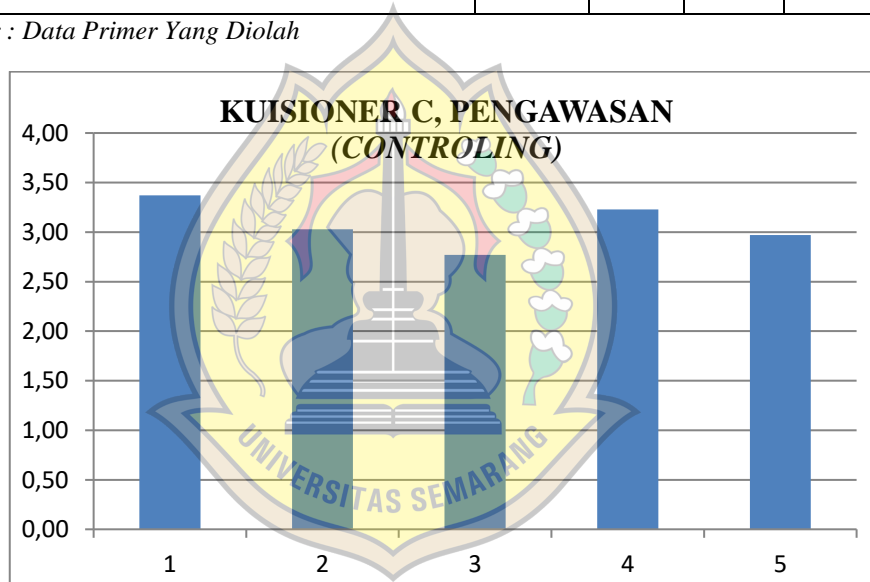 : Data Primer Yang Diolah
KUISIONER C, PENGAWASAN
(CONTROLING)
4,00
3,50
3,00
2,50
2,00
1,50
1,00
0,50
0,00
1 2 3 4 5
UNIVERSITAS SEMARANG